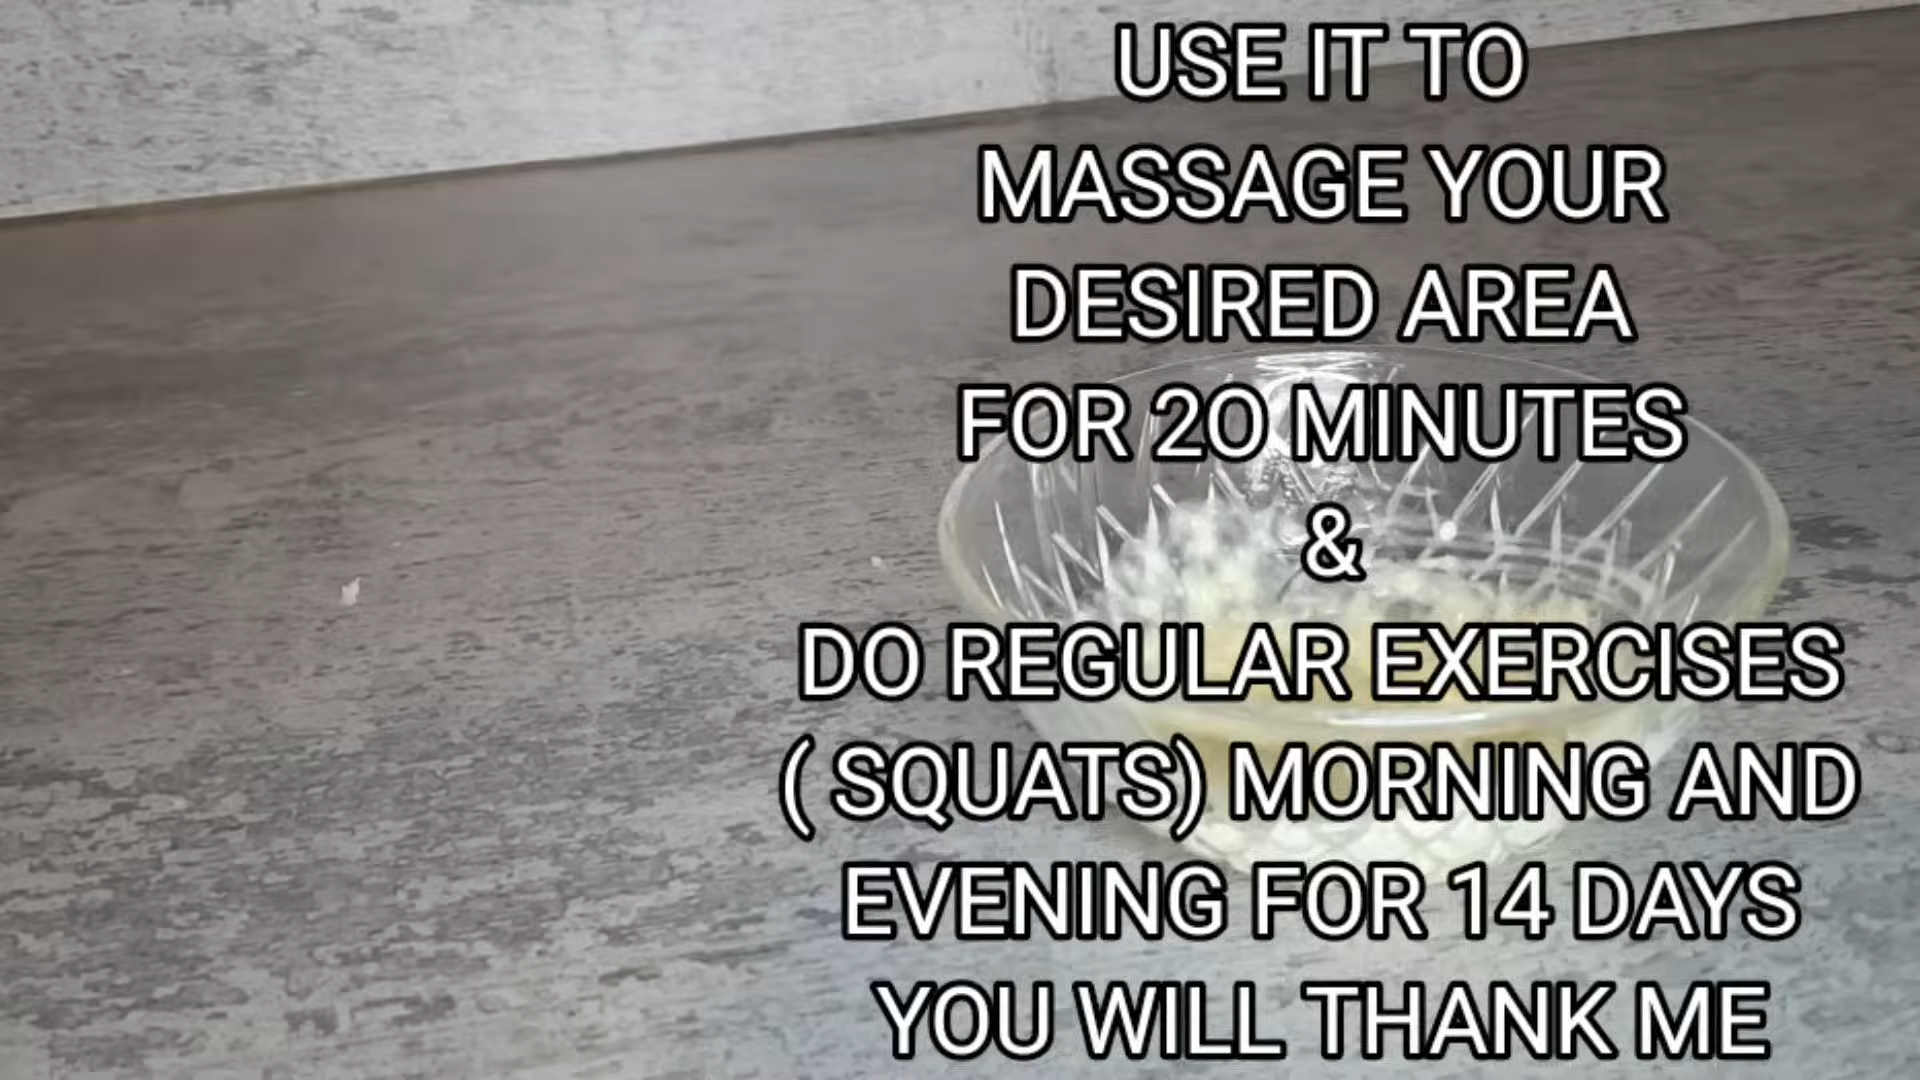 USE IT TO
MASSAGE YOUR
DESIRED AREA
FOR 20 MINUTES
&
DO REGULAR EXERCISES
( SQUATS) MORNING AND
EVENING FOR 14 DAYS
YOU WILL THANK ME